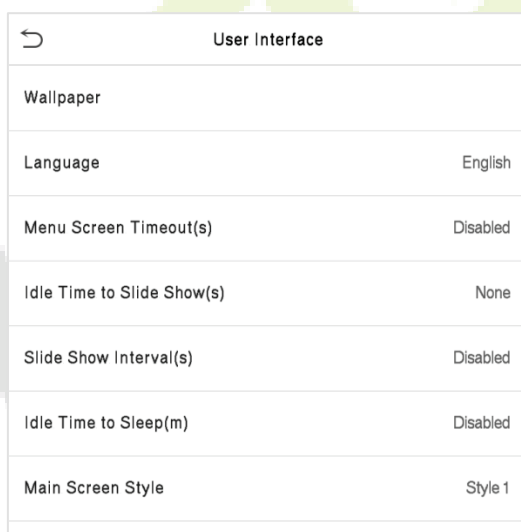 User Interface
Wallpaper
Language English
Menu Screen Timeout(s) Disabled
Idle Time to Slide Show(s) None
Slide Show Interval(s) Disabled
Idle Time to Sleep(m) Disabled
Main Screen Style Style 1